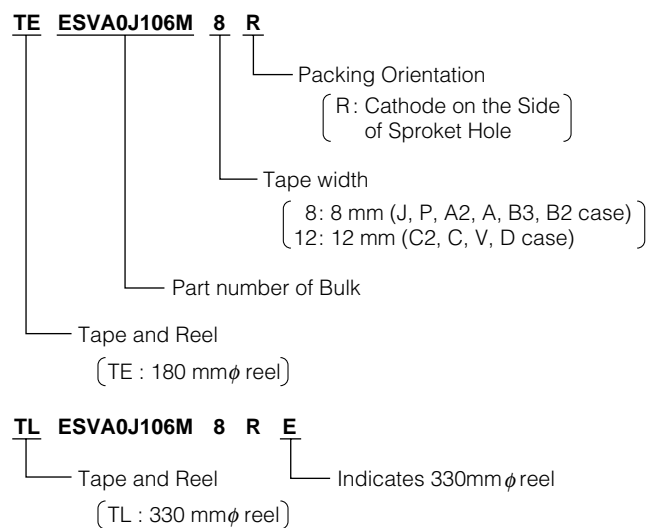 TE ESVA0J106M 8 R
Packing Orientation
R: Cathode on the Side
of Sproket Hole
Tape width
8: 8 mm (J, P, A2, A, B3, B2 case)
12: 12 mm (C2, C, V, D case)
Part number of Bulk
Tape and Reel
TE : 180 mmϕ reel
TL ESVA0J106M 8 R E
Tape and Reel
Indicates 330mmϕ reel
TL : 330 mmϕ reel